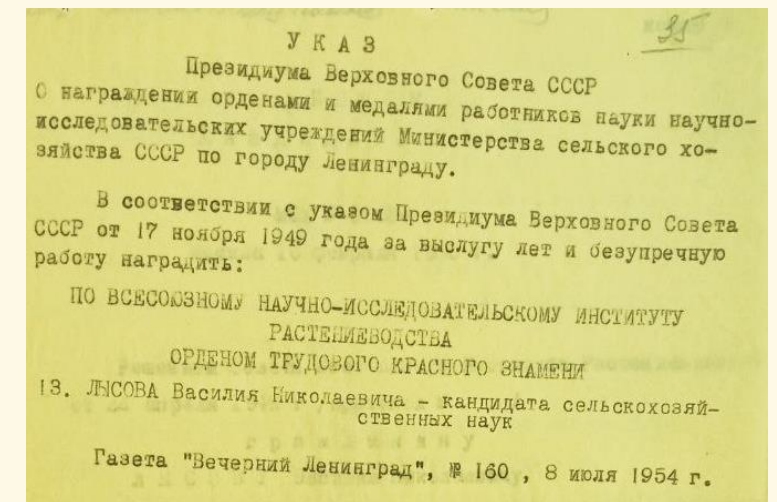 35
УКАЗ
Президиума Верховного Совета СССР
О награждении орденами и медалями работников науки научно-
исследовательских учреждений Министерства сельского хо-
зяйства СССР по городу Ленинграду.
В соответствии с указом Президиума Верховного Совета
СССР от 17 ноября 1949 года за выслугу лет и безупречную
работу наградить:
ПО ВСЕСОЮЗНОМУ НАУЧНО-ИССЛЕДОВАТЕЛЬСКОМУ ИНСТИТУТУ
РАСТЕНИЕВОДСТВА
ОРДЕНОМ ТРУДОВОГО КРАСНОГО ЗНАМЕНИ
13. ЛЫСОВА Василия Николаевича - кандидата сельскохозяй-
ственных наук
Газета "Вечерний Ленинград", № 160 , 8 июля 1954 г.